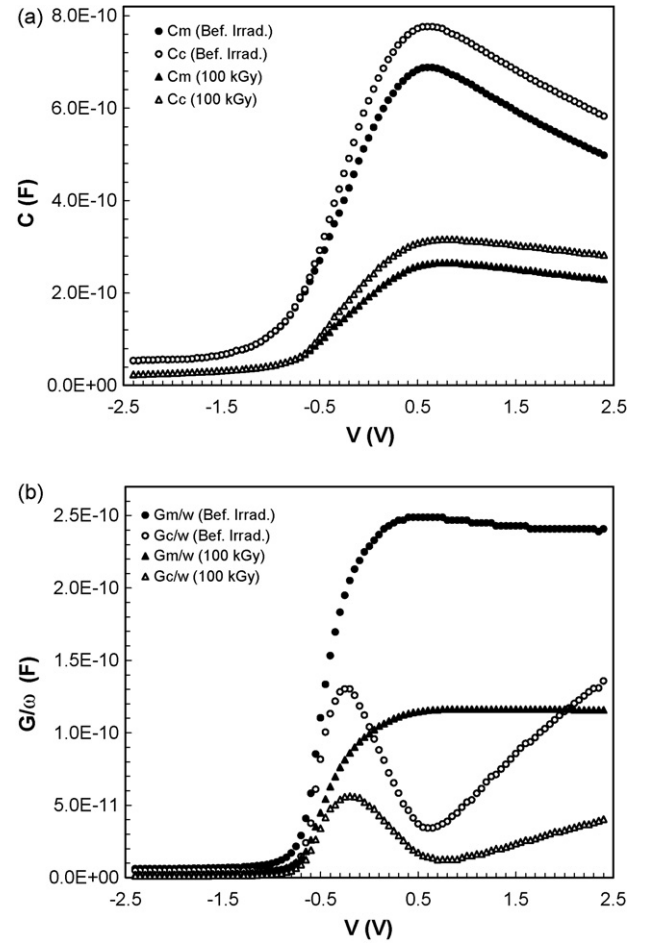 (a)
8.0E-10
6.0E-10
4.0E-10
2.0E-10
0.0E+00
C (F)
Cm (Bef. Irrad.)
Cc (Bef. Irrad.)
Cm (100 kGy)
Cc (100 kGy)
-2.5 -1.5 -0.5 0.5 1.5 2.5
V (V)
(b)
2.5E-10
2.0E-10
1.5E-10
1.0E-10
5.0E-11
0.0E+00
G/ω (F)
Gm/w (Bef. Irrad.)
Gc/w (Bef. Irrad.)
Gm/w (100 kGy)
Gc/w (100 kGy)
-2.5 -1.5 -0.5 0.5 1.5 2.5
V (V)